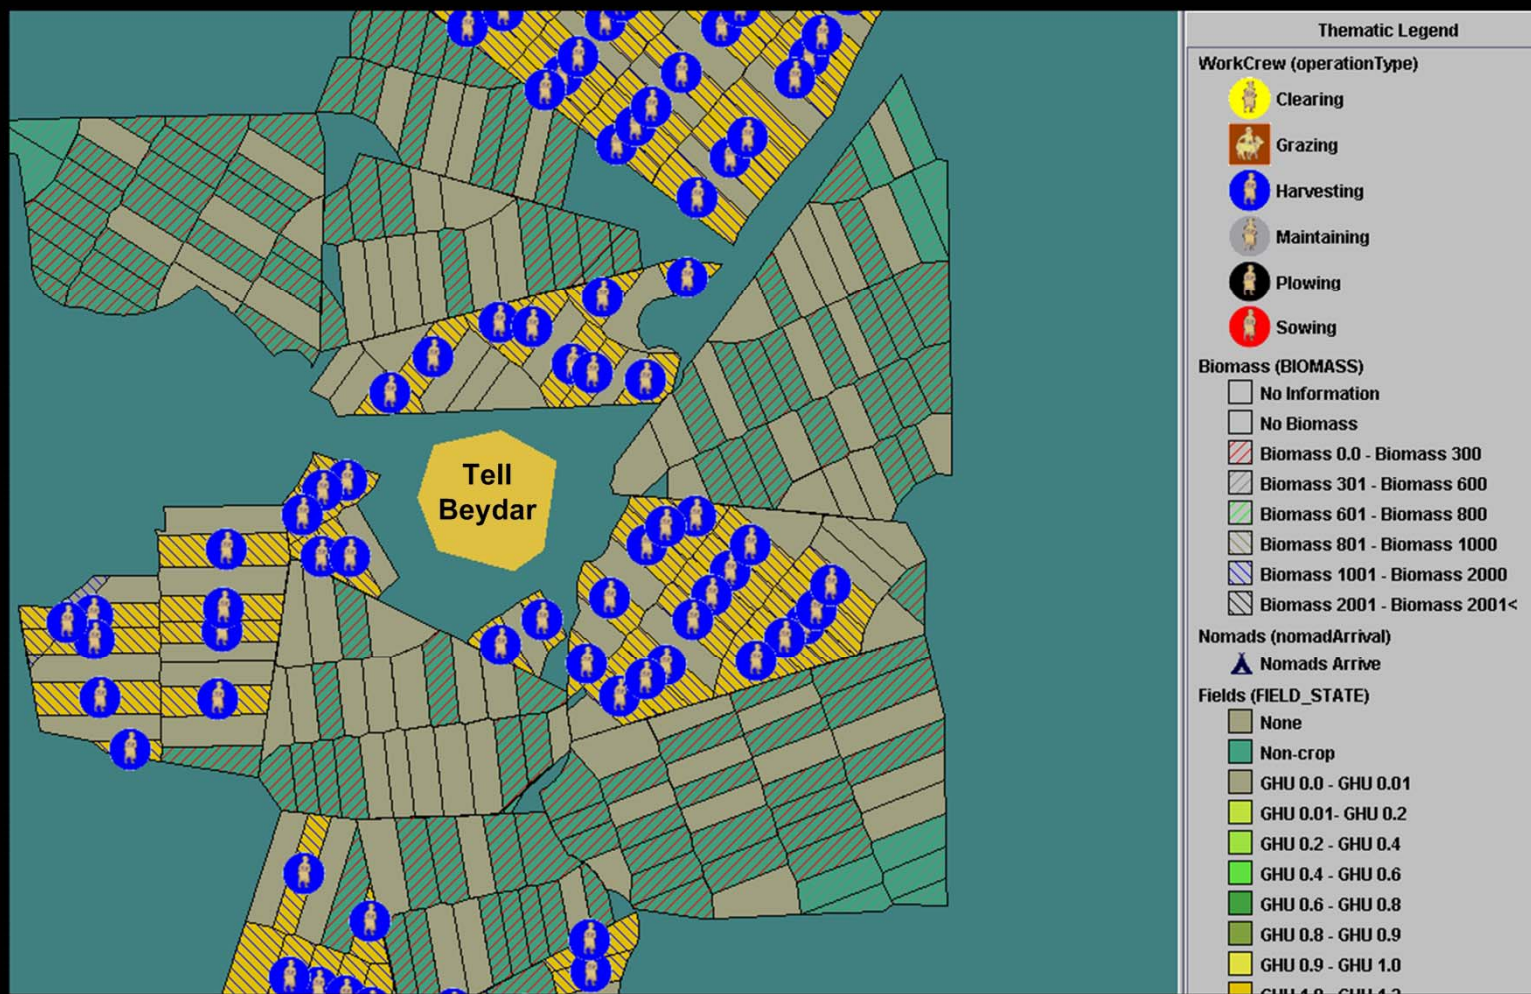 Tell
Beydar
Thematic Legend
WorkCrew (operationType)
Clearing
Grazing
Harvesting
Maintaining
Plowing
Sowing
Biomass (BIOMASS)
No Information
No Biomass
Biomass 0.0 - Biomass 300
Biomass 301 - Biomass 600
Biomass 601 - Biomass 800
Biomass 801 - Biomass 1000
Biomass 1001 - Biomass 2000
Biomass 2001 - Biomass 2001<
Nomads (nomadArrival)
Nomads Arrive
Fields (FIELD_STATE)
None
Non-crop
GHU 0.0 - GHU 0.01
GHU 0.01- GHU 0.2
GHU 0.2 - GHU 0.4
GHU 0.4 - GHU 0.6
GHU 0.6 - GHU 0.8
GHU 0.8 - GHU 0.9
GHU 0.9 - GHU 1.0